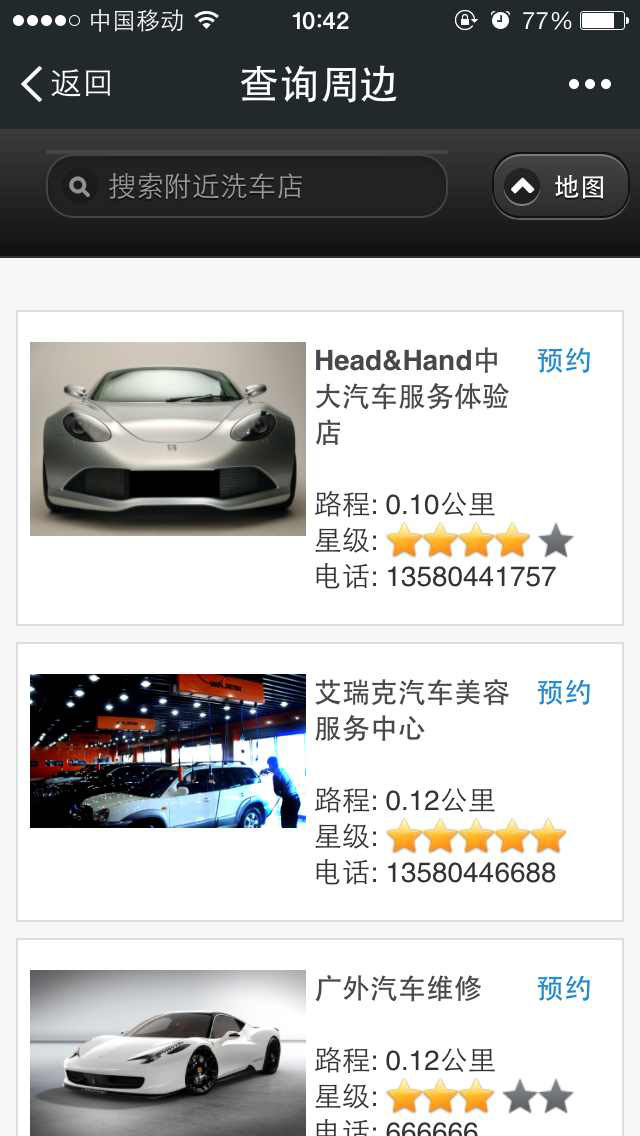 中国移动 10:42 77%
返回 查询周边
搜索附近洗车店 地图
Head&Hand中 预约
大汽车服务体验
店
路程: 0.10公里
星级:
电话: 13580441757
艾瑞克汽车美容 预约
服务中心
路程: 0.12公里
星级:
电话: 13580446688
广外汽车维修 预约
路程: 0.12公里
星级:
电话: 666666